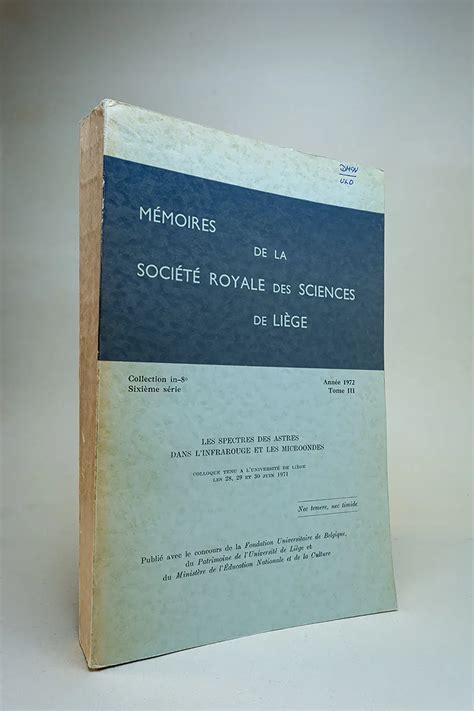 MÉMOIRES
DE LA
SOCIÉTÉ ROYALE DES SCIENCES
DE LIÈGE
Collection in-8º
Sixième série
Année 1972
Tome III
LES SPECTRES DES ASTRES
DANS L'INFRAROUGE ET LES MICROONDES
COLLOQUE TENU A L'UNIVERSITÉ DE LIÈGE
LES 28, 29 ET 30 JUIN 1971
Nec temere, nec timide
Publié avec le concours de la Fondation Universitaire de Belgique,
du Patrimoine de l'Université de Liège et
du Ministère de l'Éducation Nationale et de la Culture